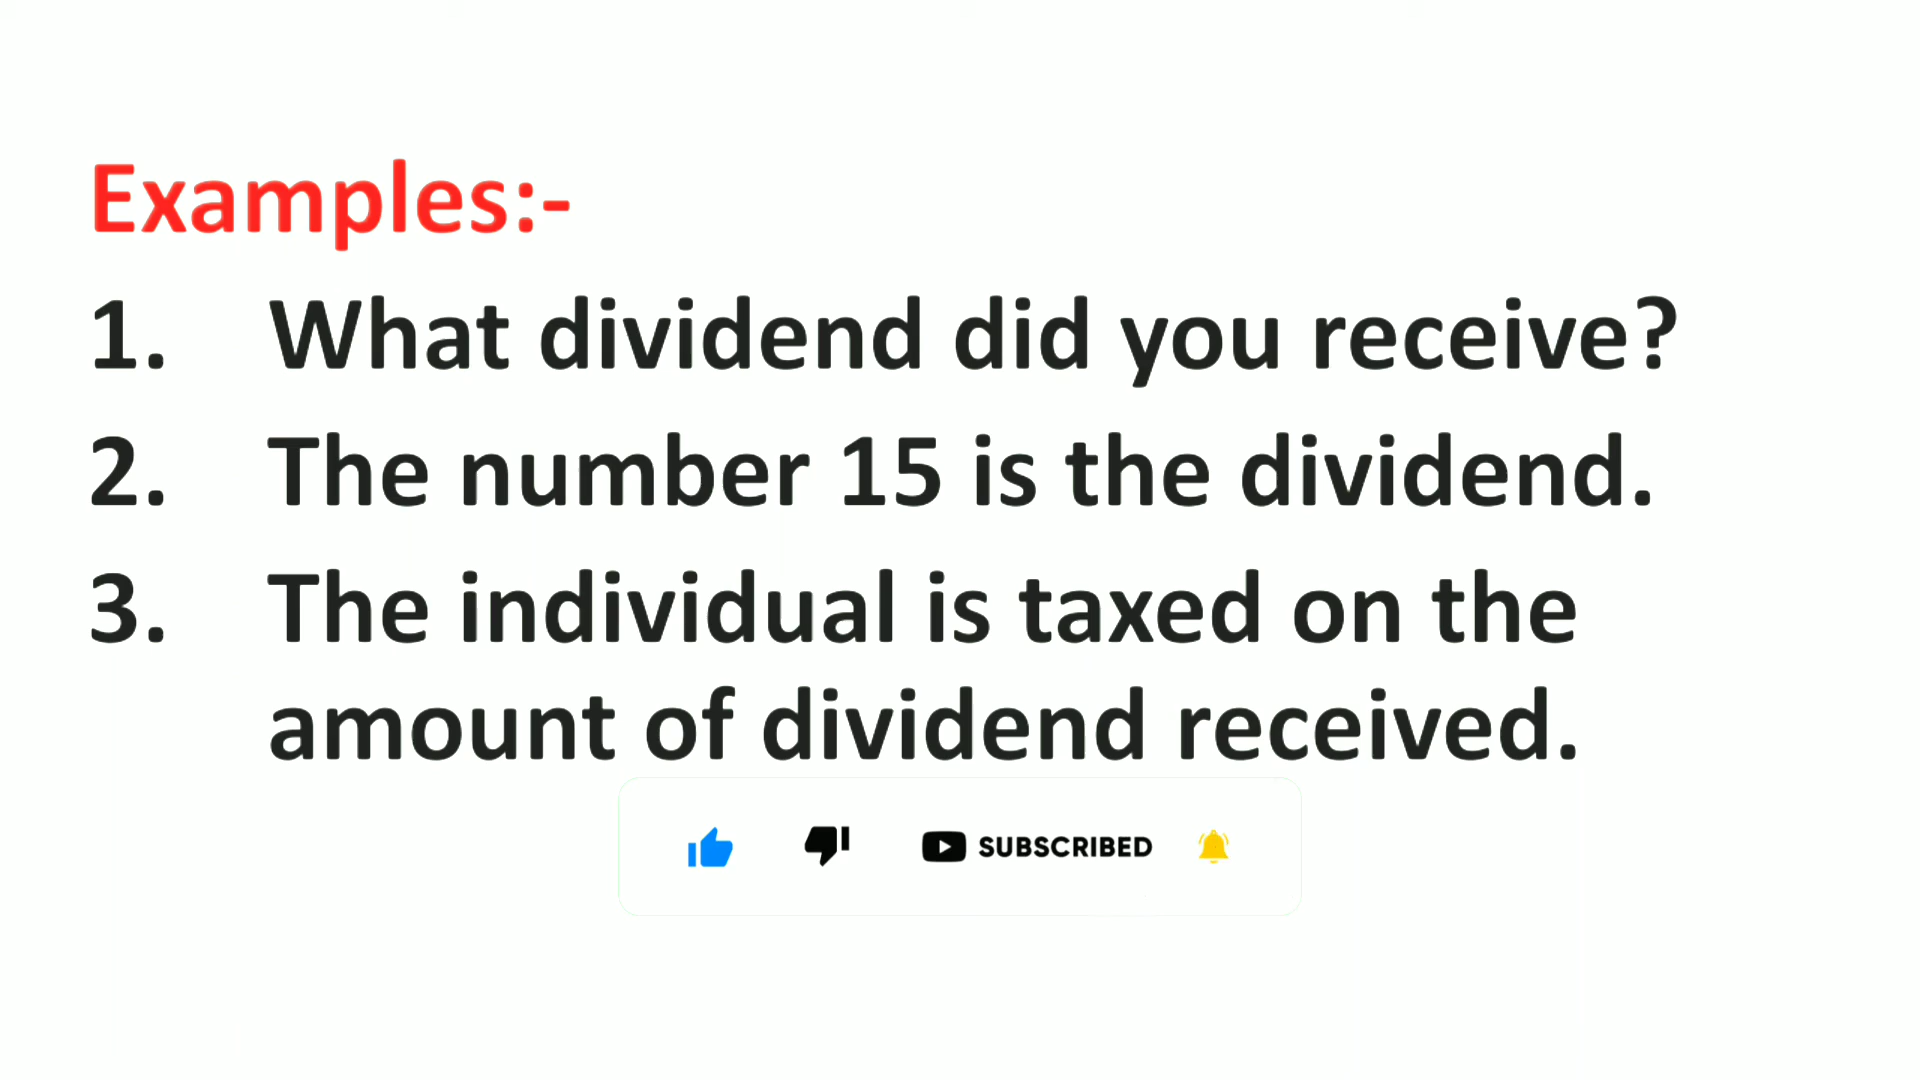 Examples:-
1. What dividend did you receive?
2. The number 15 is the dividend.
3. The individual is taxed on the
amount of dividend received.
SUBSCRIBED